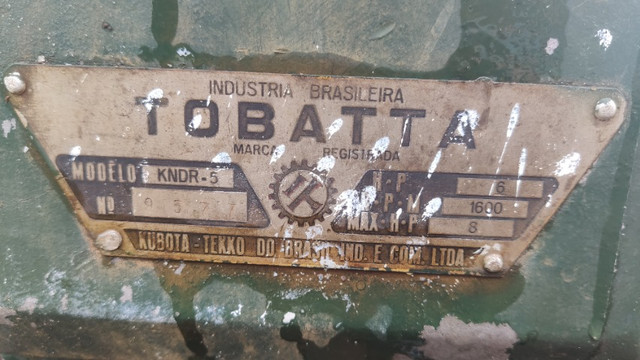 INDUSTRIA BRASILEIRA
TOBATTA
MARCA REGISTRADA
MODELO KNDR-5
NO
H.P. 6
R.P.M 1600
MAX H.P. 8
KUBOTA-TEKKO DO BRASIL IND. E COM. LTDA.